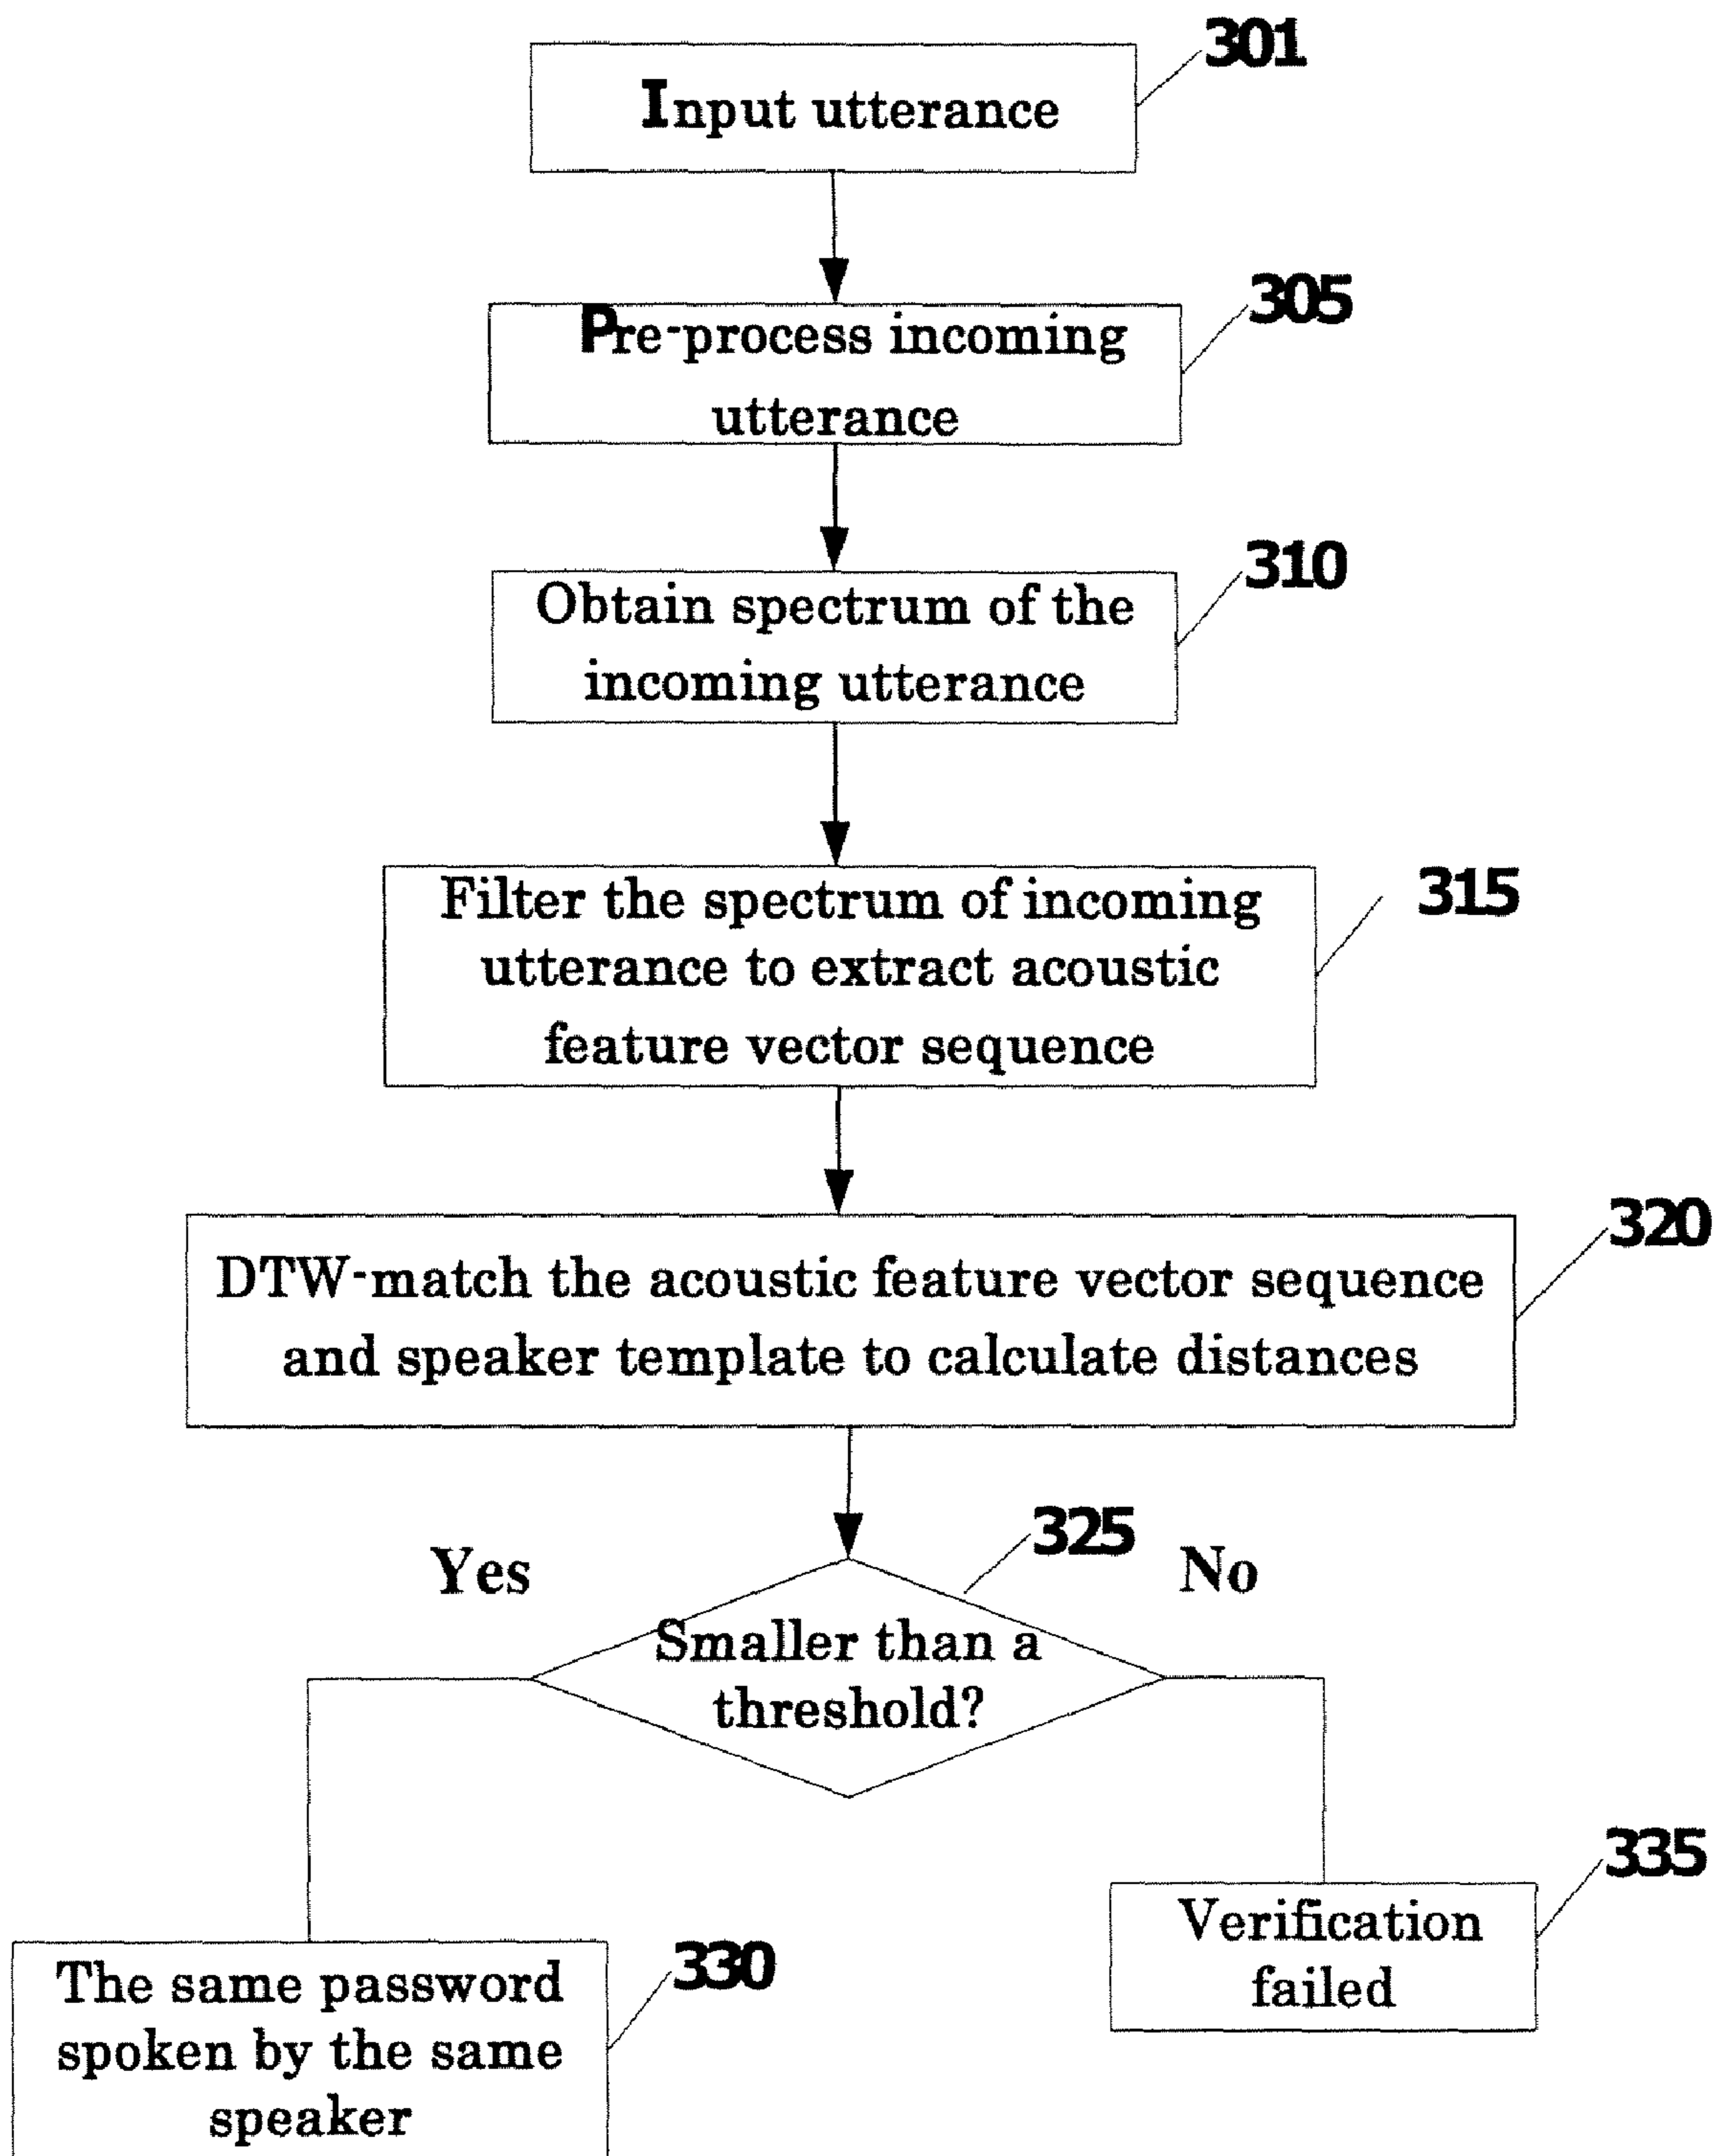 301
Input utterance
305
Pre-process incoming
utterance
310
Obtain spectrum of the
incoming utterance
315
Filter the spectrum of incoming
utterance to extract acoustic
feature vector sequence
320
DTW-match the acoustic feature vector sequence
and speaker template to calculate distances
325
Yes
No
Smaller than a
threshold?
335
Verification
failed
330
The same password
spoken by the same
speaker